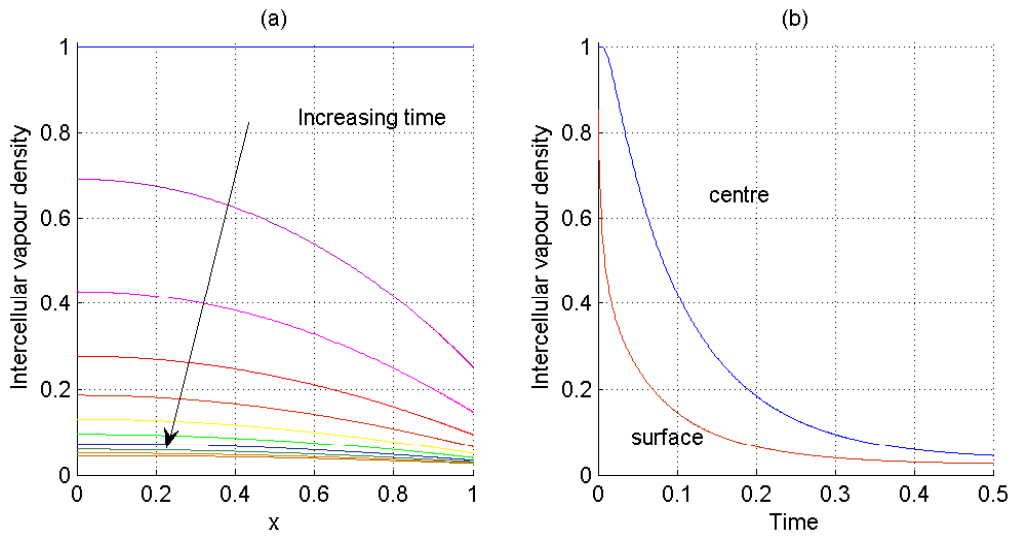 (a)
Intercellular vapour density
1
0.8
0.6
0.4
0.2
0
Increasing time
0 0.2 0.4 0.6 0.8 1
x
(b)
Intercellular vapour density
1
0.8
0.6
0.4
0.2
0
centre
surface
0 0.1 0.2 0.3 0.4 0.5
Time